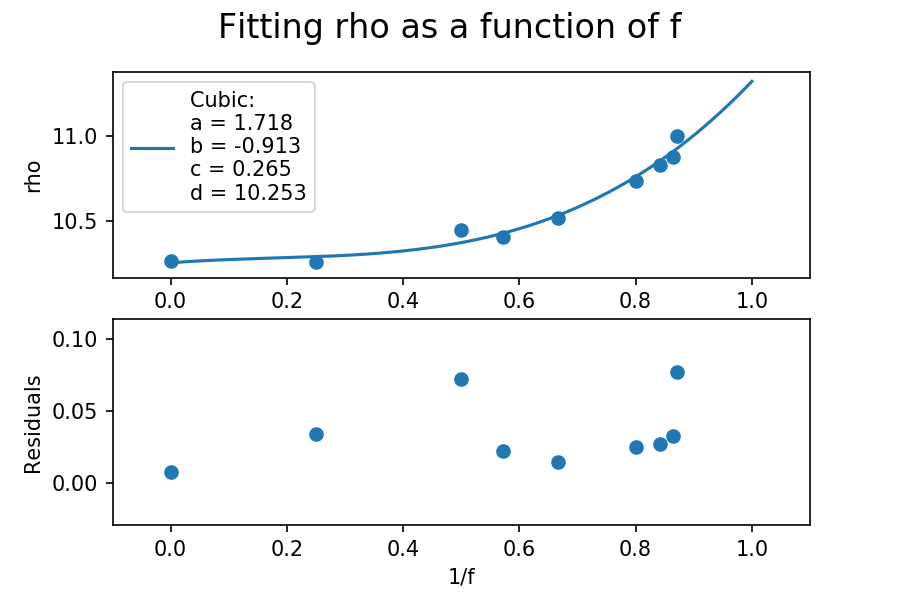 Fitting rho as a function of f
Cubic:
a = 1.718
b = -0.913
c = 0.265
d = 10.253
11.0
10.5
rho
0.0 0.2 0.4 0.6 0.8 1.0
0.10
0.05
0.00
Residuals
0.0 0.2 0.4 0.6 0.8 1.0
1/f